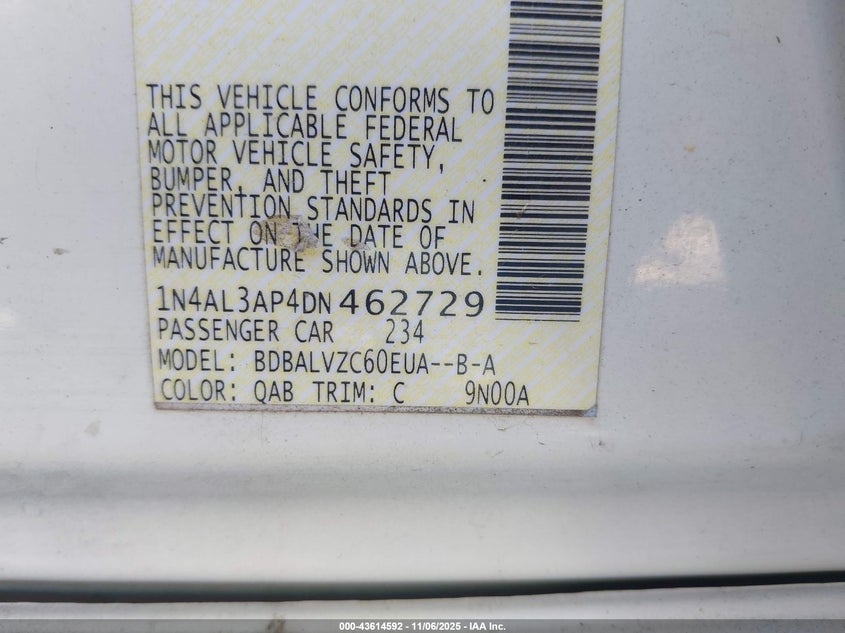 THIS VEHICLE CONFORMS TO
ALL APPLICABLE FEDERAL
MOTOR VEHICLE SAFETY,
BUMPER, AND THEFT
PREVENTION STANDARDS IN
EFFECT ON THE DATE OF
MANUFACTURE SHOWN ABOVE.
1N4AL3AP4DN462729
PASSENGER CAR 234
MODEL: BDBALVZC60EUA--B-A
COLOR: QAB TRIM: C 9N00A
000-43614592 - 11/06/2025 - IAA Inc.